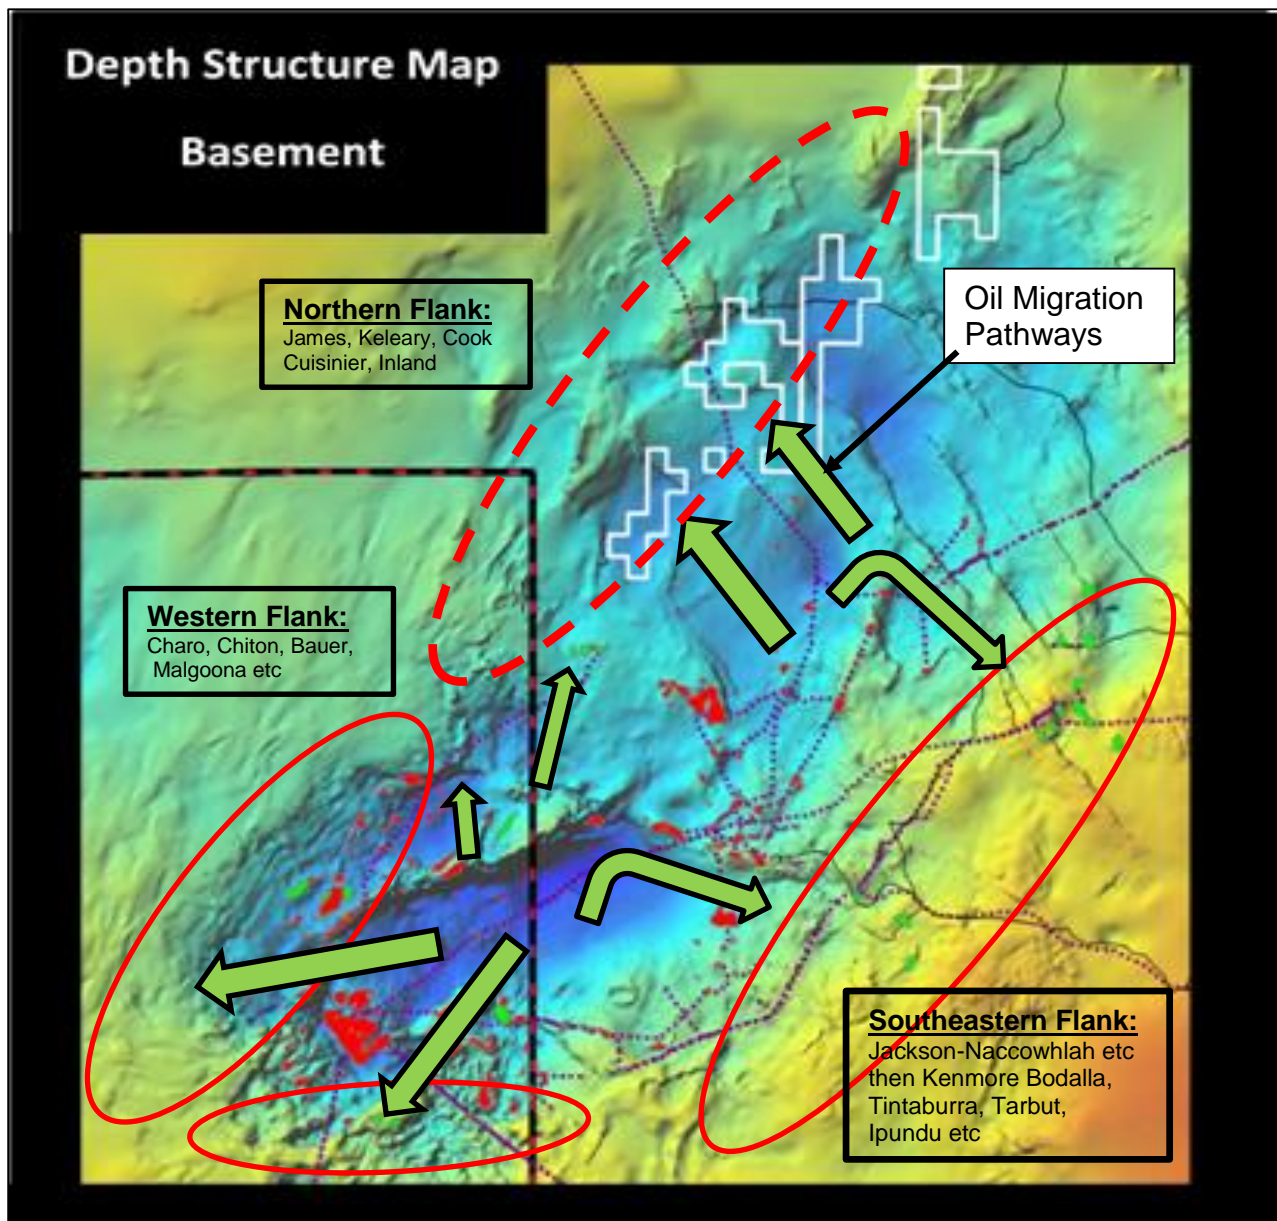 Depth Structure Map
Basement
Northern Flank:
James, Keleary, Cook
Cuisinier, Inland
Oil Migration
Pathways
Western Flank:
Charo, Chiton, Bauer,
Malgoona etc
Southeastern Flank:
Jackson-Naccowhlah etc
then Kenmore Bodalla,
Tintaburra, Tarbut,
Ipundu etc